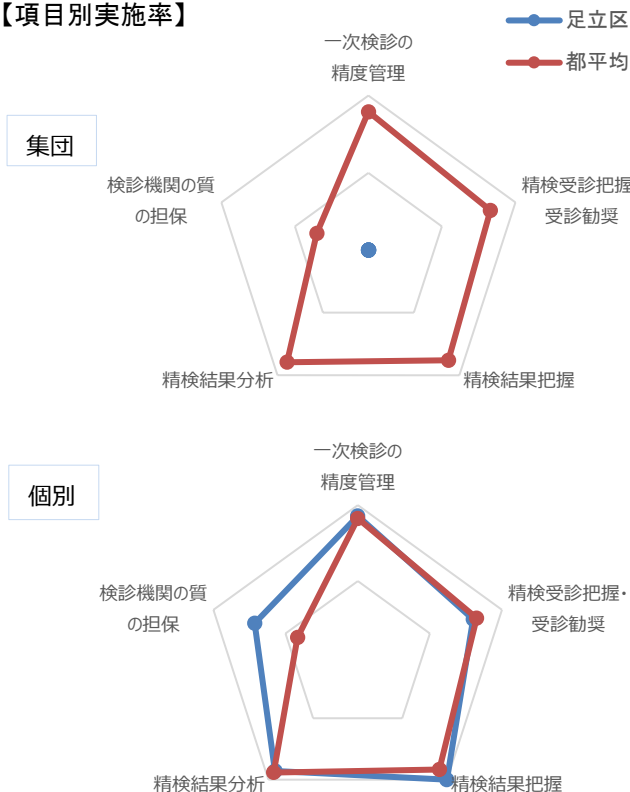 【項目別実施率】
足立区
都平均
集団
一次検診の
精度管理
精検受診把握
受診勧奨
精検結果把握
精検結果分析
検診機関の質
の担保
個別
一次検診の
精度管理
精検受診把握・
受診勧奨
精検結果把握
精検結果分析
検診機関の質
の担保